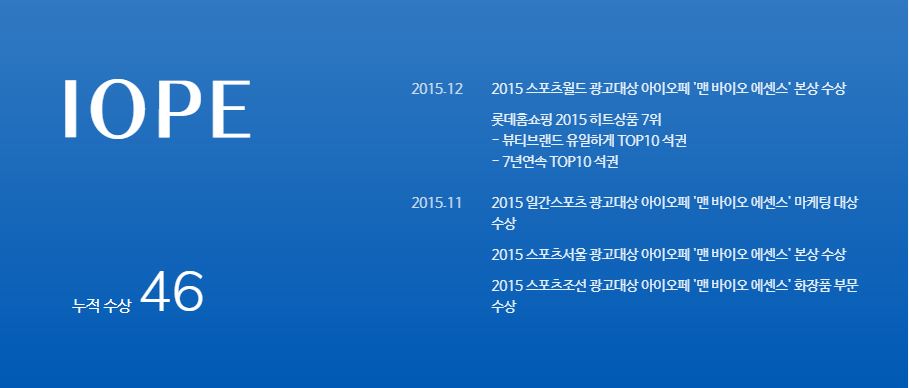 IOPE
누적 수상 46
2015.12 2015 스포츠월드 광고대상 아이오페 '맨 바이오 에센스' 본상 수상
롯데홈쇼핑 2015 히트상품 7위
- 뷰티브랜드 유일하게 TOP10 석권
- 7년연속 TOP10 석권
2015.11 2015 일간스포츠 광고대상 아이오페 '맨 바이오 에센스' 마케팅 대상
수상
2015 스포츠서울 광고대상 아이오페 '맨 바이오 에센스' 본상 수상
2015 스포츠조선 광고대상 아이오페 '맨 바이오 에센스' 화장품 부문
수상